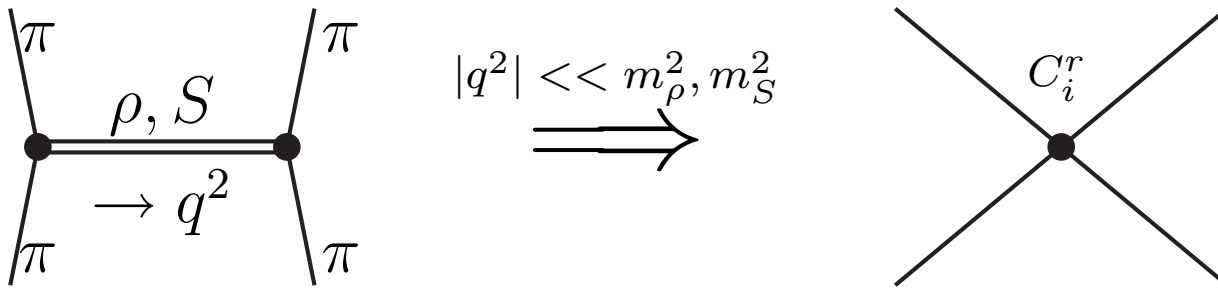 π π
ρ, S
→ q²
π π
|q²| << m²_ρ, m²_S
C^r_i